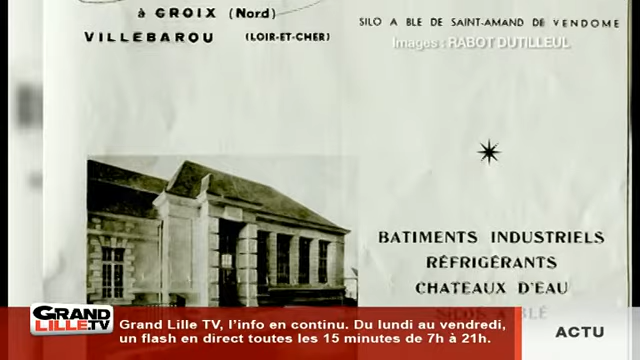 à CROIX (Nord)
VILLEBAROU (LOIR-ET-CHER)
SILO A BLE DE SAINT-AMAND DE VENDOME
Images : RABOT DUTILLEUL
BATIMENTS INDUSTRIELS
RÉFRIGÉRANTS
CHATEAUX D'EAU
SILOS A BLÉ
GRAND
LILLE TV
Grand Lille TV, l'info en continu. Du lundi au vendredi,
un flash en direct toutes les 15 minutes de 7h à 21h.
ACTU